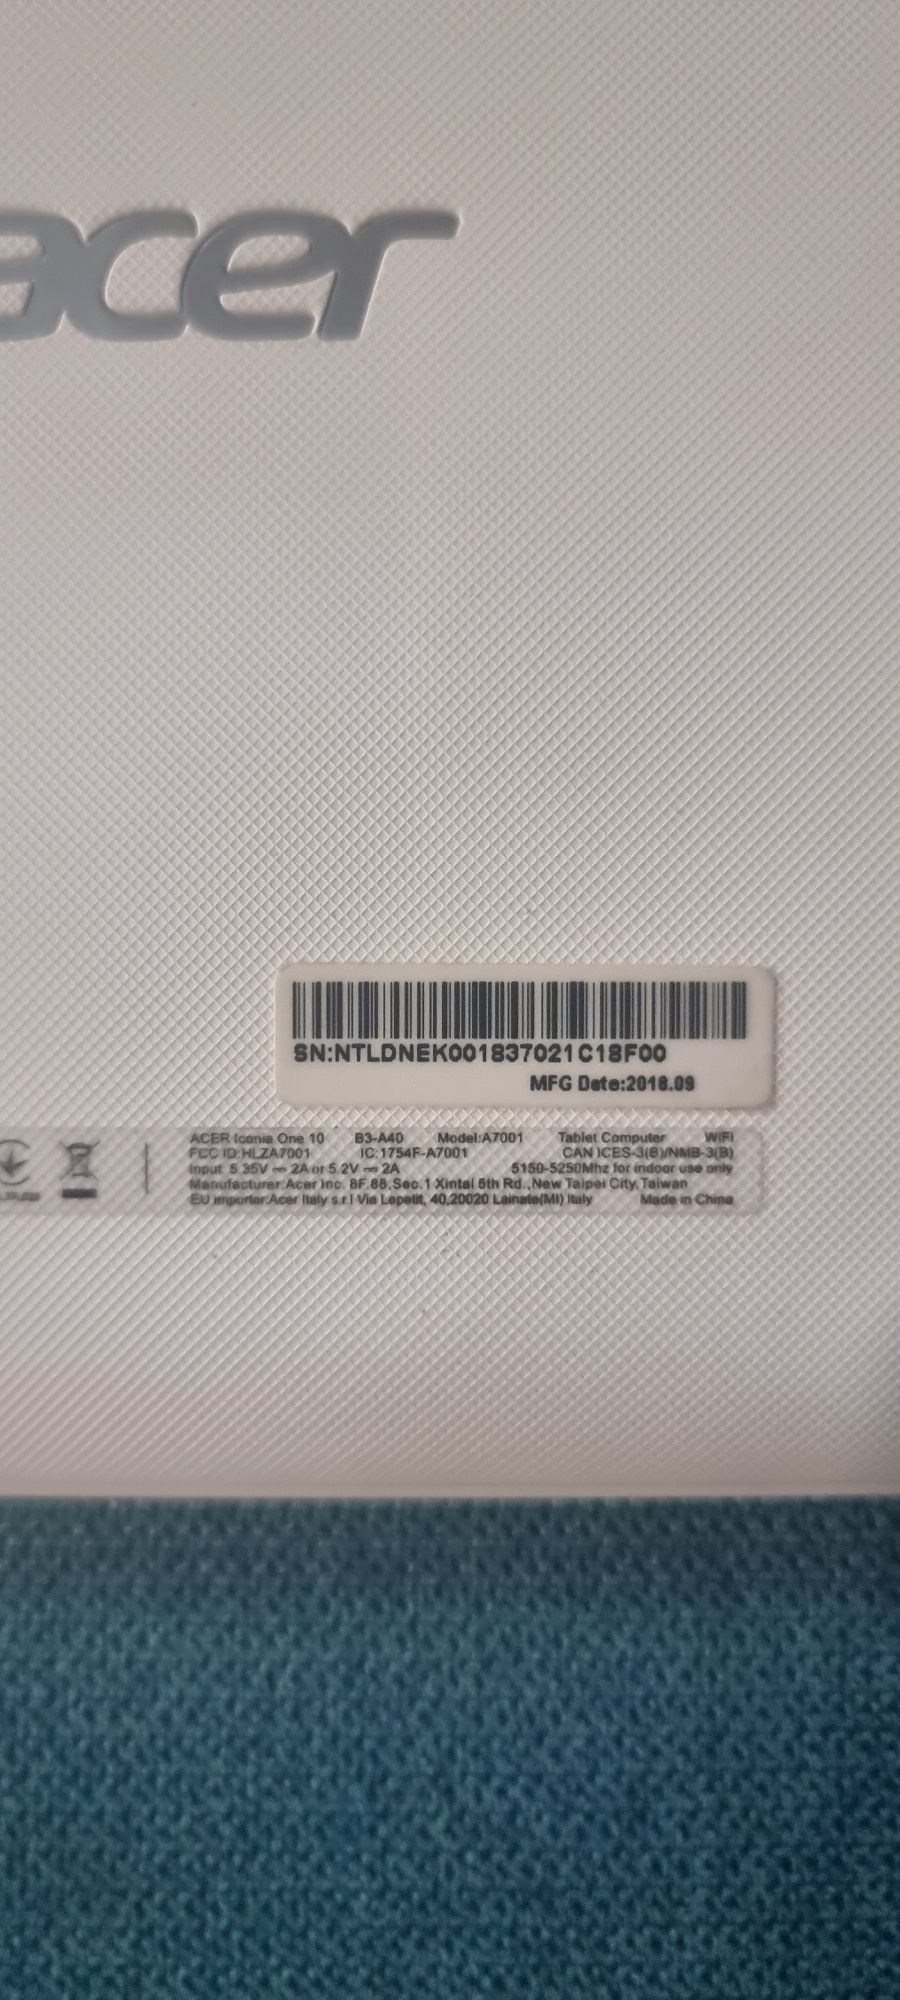 acer
SN:NTLDNEK001837021C18F00
MFG Date:2018.09
ACER Iconia One 10 B3-A40 Model:A7001 Tablet Computer WiFi
FCC ID:HLZA7001 IC:1754F-A7001 CAN ICES-3(B)/NMB-3(B)
Input 5.35V⎓2A or 5.2V⎓2A 5150-5250Mhz for indoor use only
Manufacturer:Acer Inc. 8F.88,Sec.1 Xintai 5th Rd.,New Taipei City,Taiwan
EU importer:Acer Italy s.r.l Via Lepetit, 40,20020 Lainate(MI) Italy Made in China